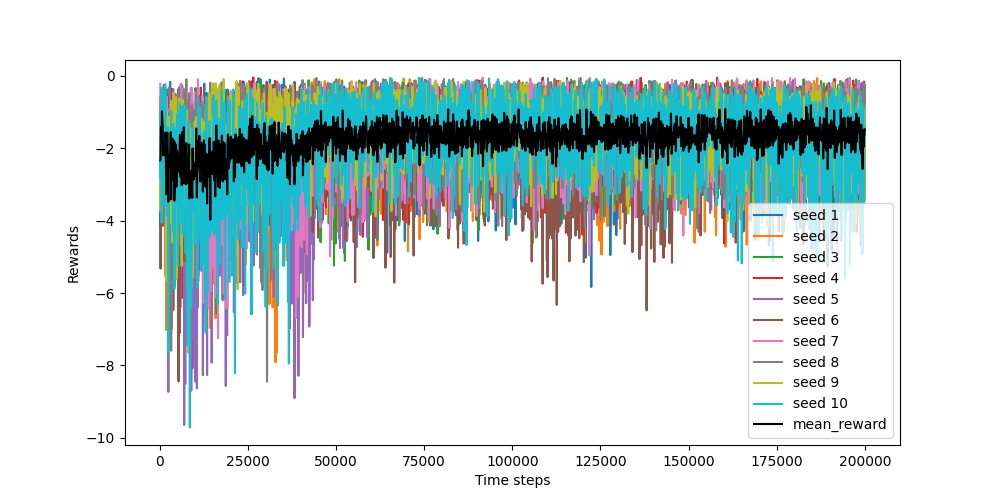 0
−2
−4
−6
−8
−10
Rewards
0 25000 50000 75000 100000 125000 150000 175000 200000
Time steps
seed 1
seed 2
seed 3
seed 4
seed 5
seed 6
seed 7
seed 8
seed 9
seed 10
mean_reward